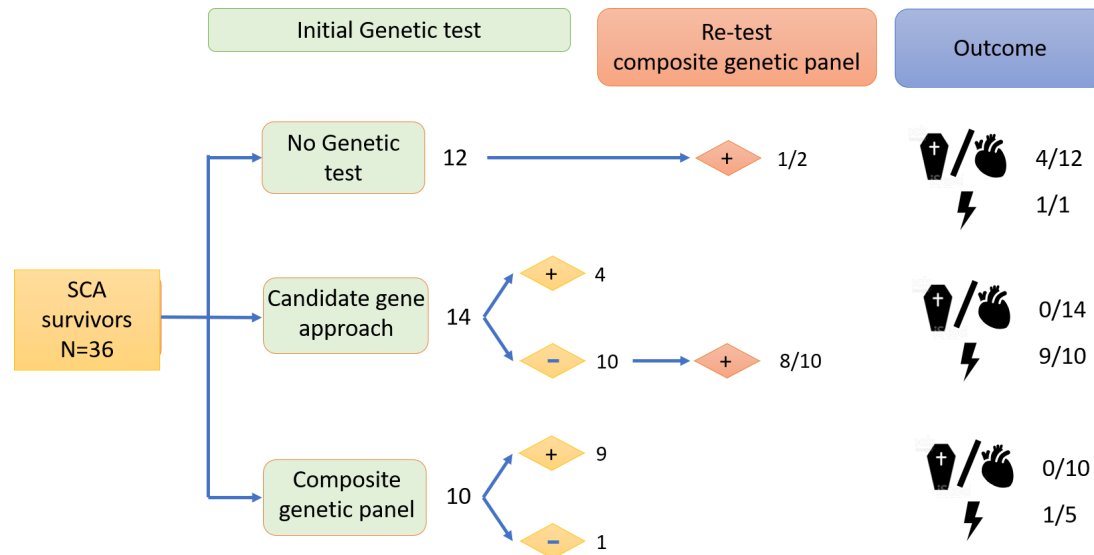 Initial Genetic test
Re-test
composite genetic panel
Outcome
No Genetic
test
12
+
1/2
4/12
1/1
SCA
survivors
N=36
Candidate gene
approach
14
+
4
-
10
+
8/10
0/14
9/10
Composite
genetic panel
10
+
9
-
1
0/10
1/5